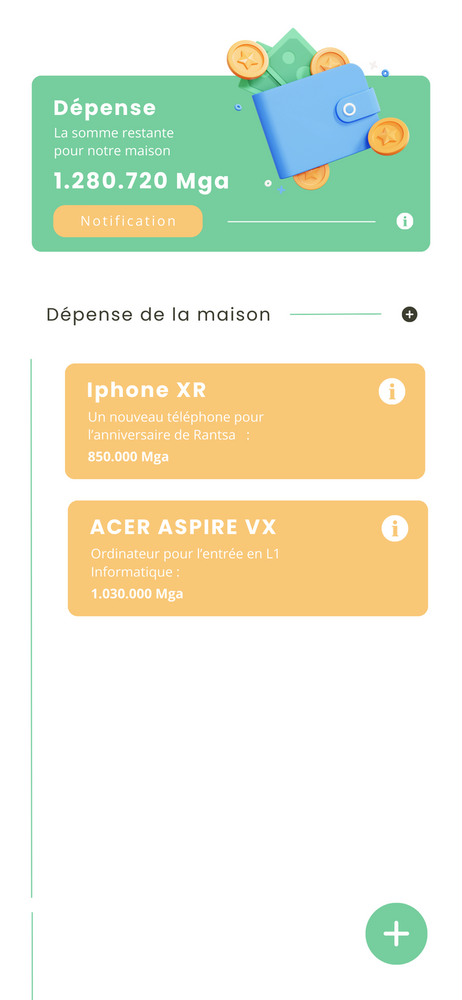 Dépense
La somme restante
pour notre maison
1.280.720 Mga
Notification
Dépense de la maison
Iphone XR
Un nouveau téléphone pour
l’anniversaire de Rantsa :
850.000 Mga
ACER ASPIRE VX
Ordinateur pour l’entrée en L1
Informatique :
1.030.000 Mga